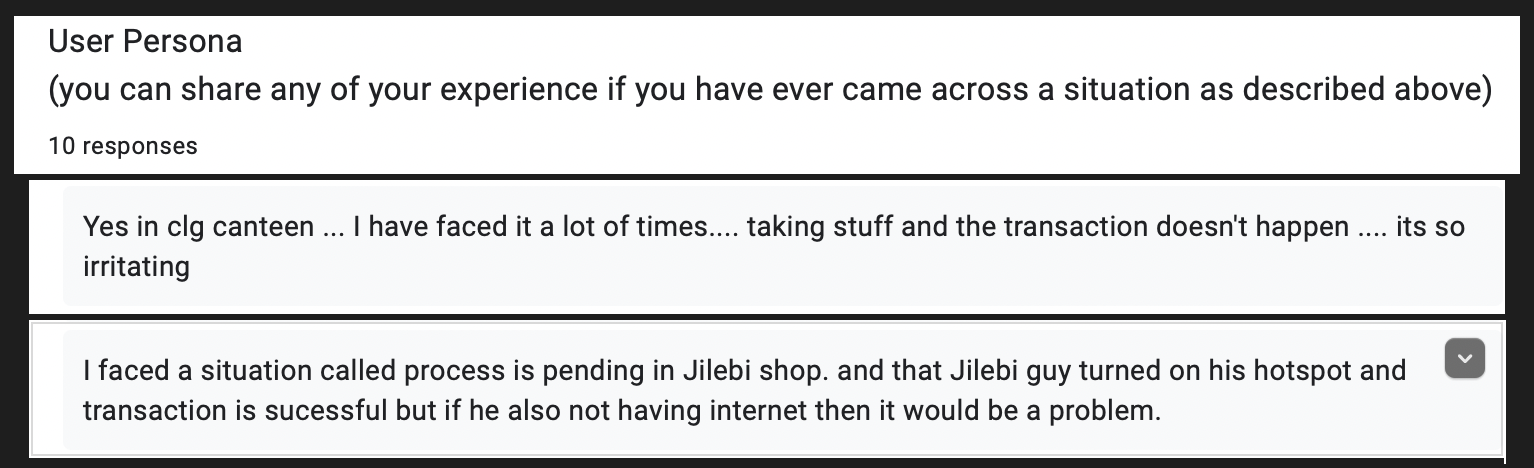 User Persona
(you can share any of your experience if you have ever came across a situation as described above)
10 responses
Yes in clg canteen ... I have faced it a lot of times.... taking stuff and the transaction doesn't happen .... its so
irritating
I faced a situation called process is pending in Jilebi shop. and that Jilebi guy turned on his hotspot and
transaction is sucessful but if he also not having internet then it would be a problem.